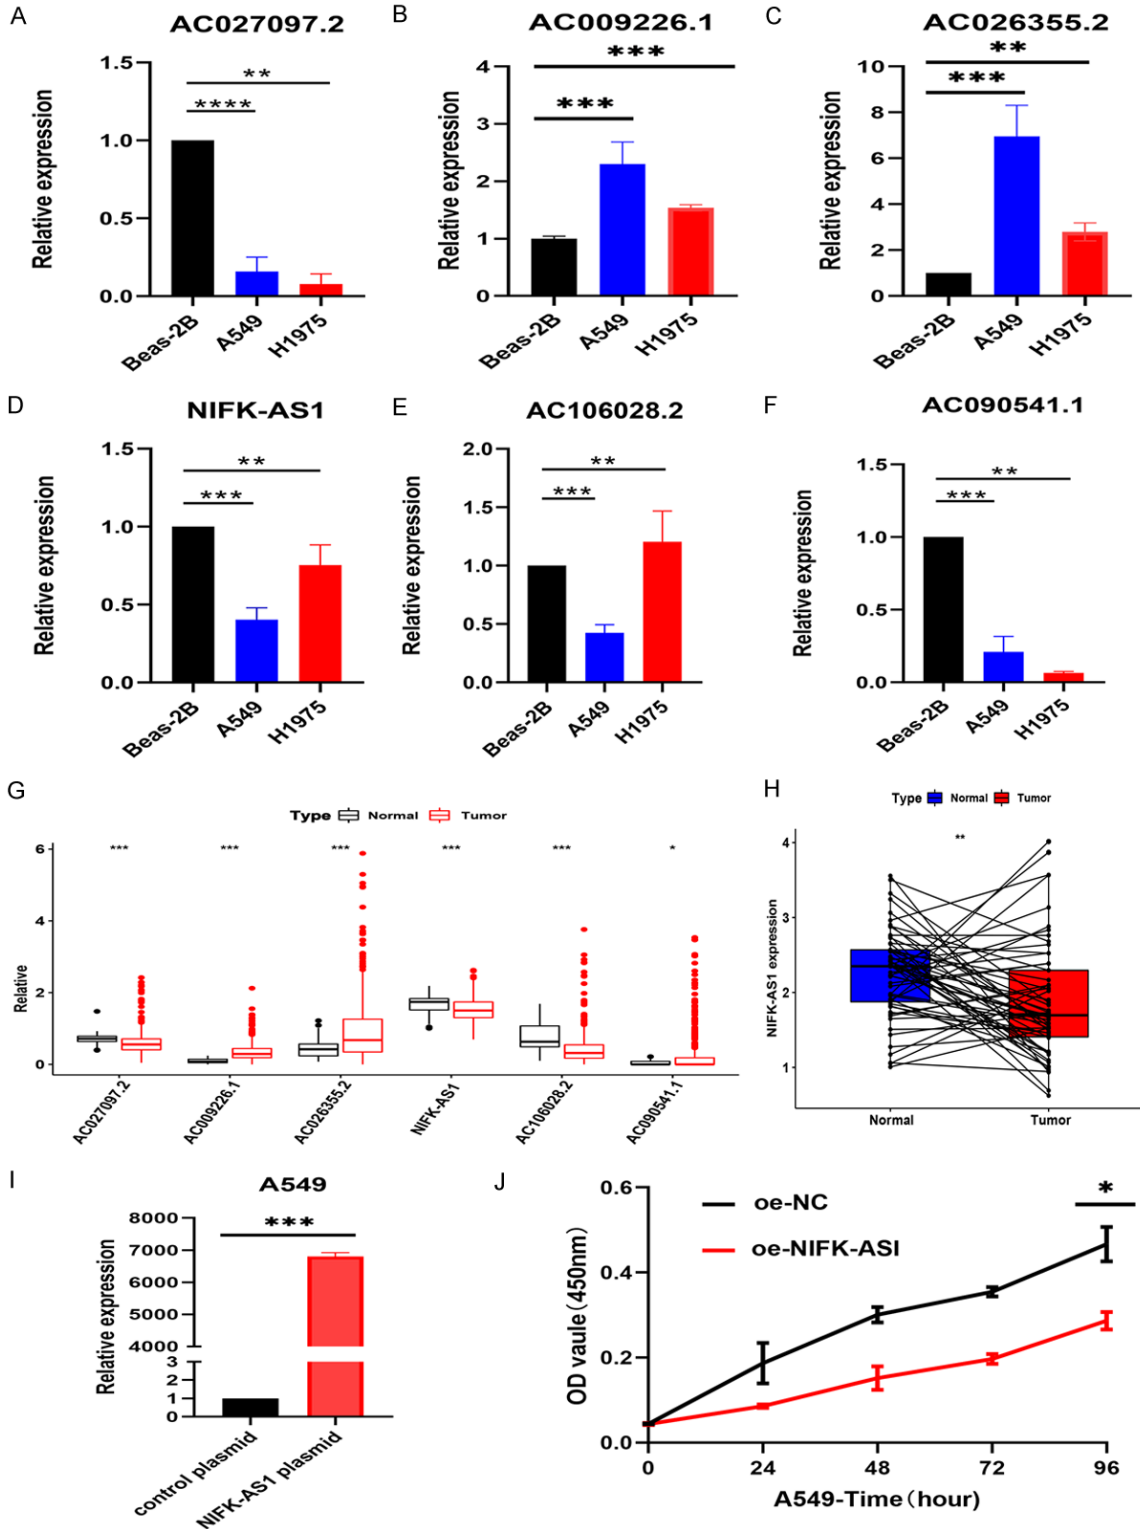 A
AC027097.2
Relative expression
1.5
1.0
0.5
0.0
**
****
Beas-2B
A549
H1975
B
AC009226.1
Relative expression
4
3
2
1
0
***
***
Beas-2B
A549
H1975
C
AC026355.2
Relative expression
10
8
6
4
2
0
**
***
Beas-2B
A549
H1975
D
NIFK-AS1
Relative expression
1.5
1.0
0.5
0.0
**
***
Beas-2B
A549
H1975
E
AC106028.2
Relative expression
2.0
1.5
1.0
0.5
0.0
**
***
Beas-2B
A549
H1975
F
AC090541.1
Relative expression
1.5
1.0
0.5
0.0
**
***
Beas-2B
A549
H1975
G
Type Normal Tumor
Relative
6
4
2
0
*** *** *** *** *** *
AC027097.2
AC009226.1
AC026355.2
NIFK-AS1
AC106028.2
AC090541.1
H
Type Normal Tumor
NIFK-AS1 expression
4
3
2
1
**
Normal Tumor
I
A549
Relative expression
8000
7000
6000
5000
4000
3
2
1
0
***
control plasmid
NIFK-AS1 plasmid
J
OD vaule（450nm）
0.6
0.4
0.2
0.0
oe-NC
oe-NIFK-ASI
*
0 24 48 72 96
A549-Time（hour）